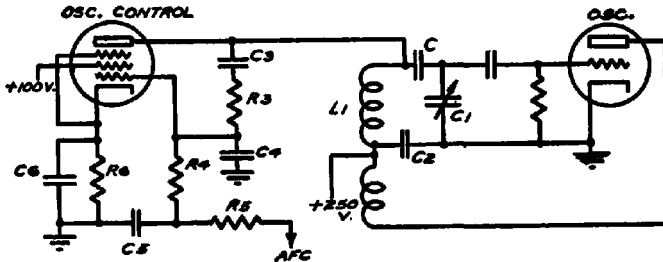 OSC. CONTROL
OSC.
+100V.
C3
R3
C4
C6
R6
R4
C5
R5
AFC
L1
C
C1
C2
+250
V.